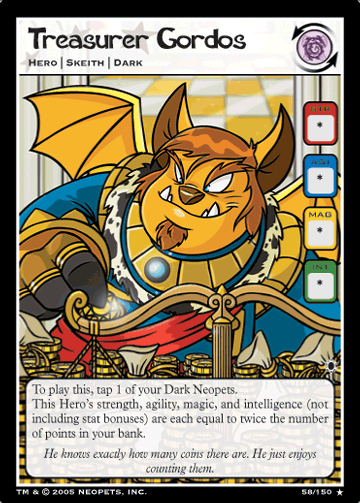 Treasurer Gordos
HERO | SKEITH | DARK
STR
*
AGI
*
MAG
*
INT
*
To play this, tap 1 of your Dark Neopets.
This Hero's strength, agility, magic, and intelligence (not
including stat bonuses) are each equal to twice the number
of points in your bank.
He knows exactly how many coins there are. He just enjoys
counting them.
TM & © 2005 NEOPETS, INC.
58/150 ★